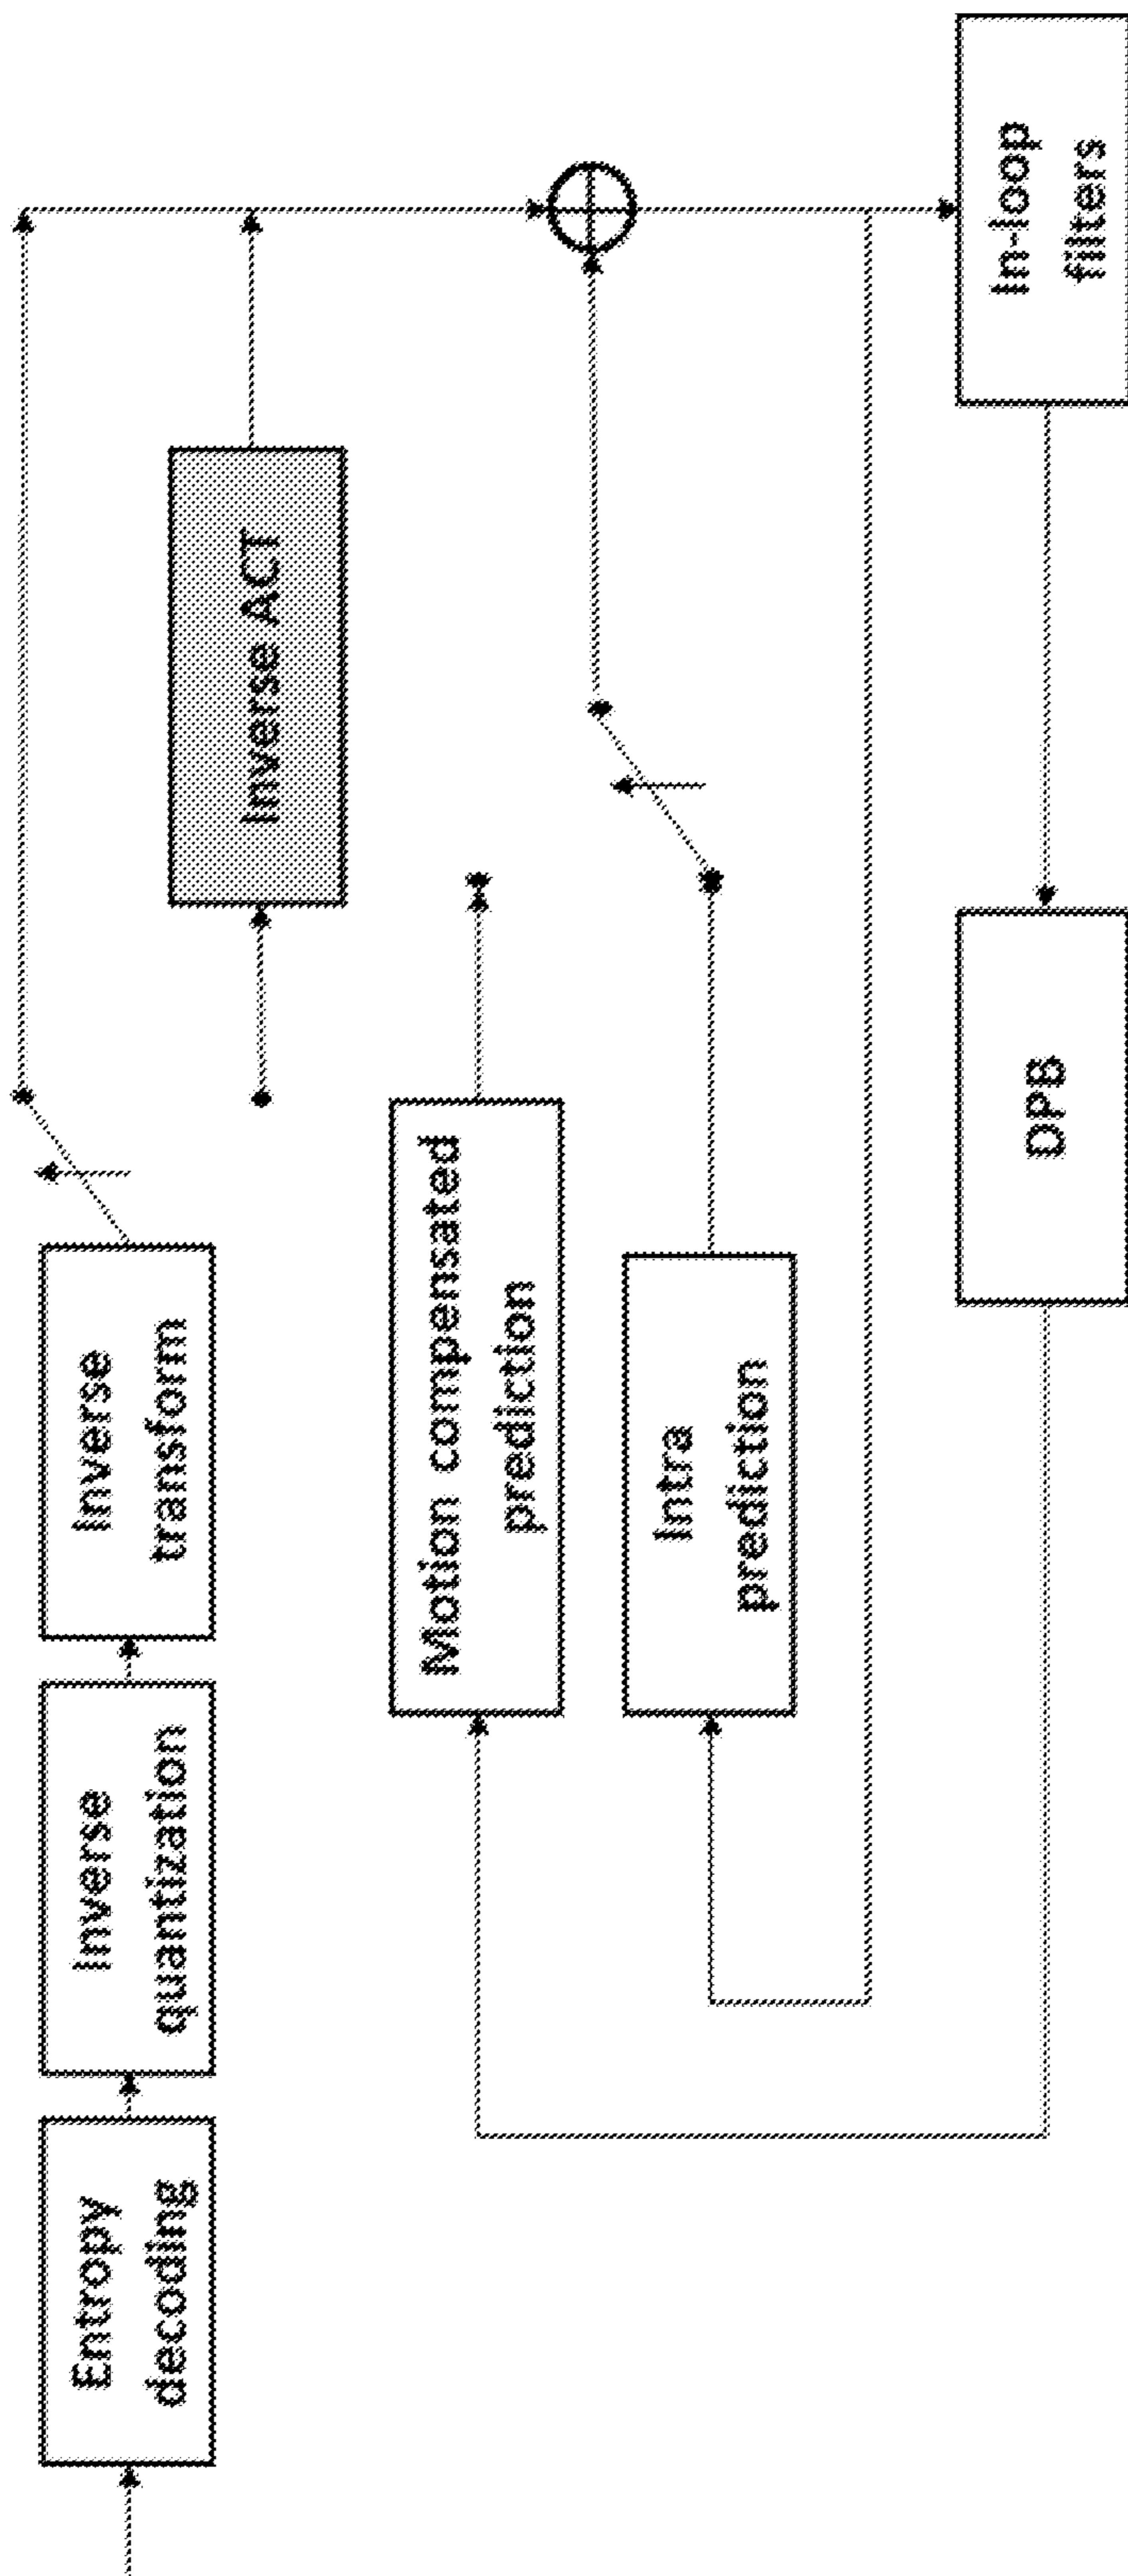 Entropy
decoding
Inverse
quantization
Inverse
transform
Inverse ACT
Motion compensated
prediction
Intra
prediction
DPB
In-loop
filters